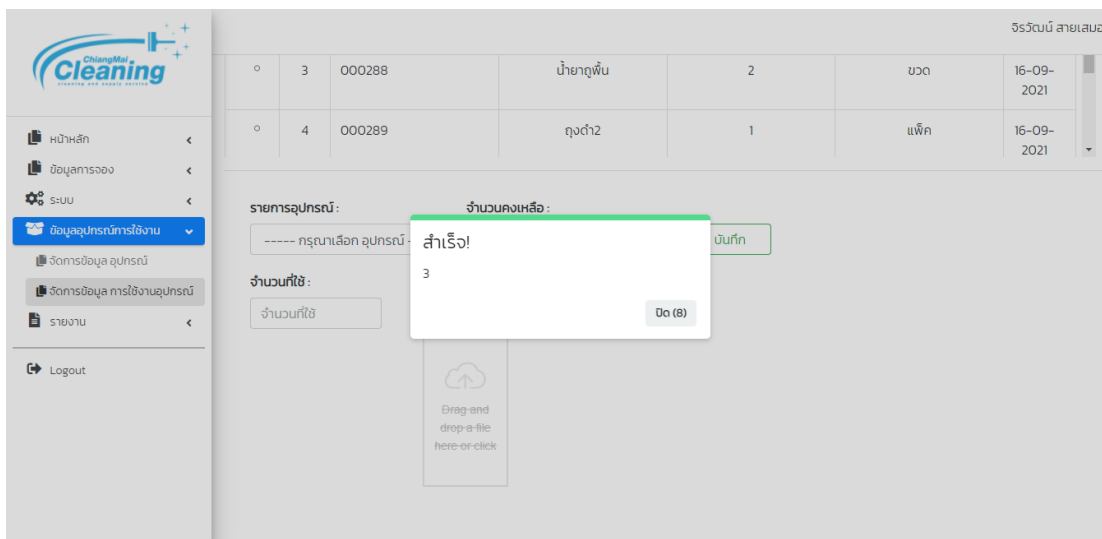 จิรวัฒน์ สายเสมอ
ChiangMai
Cleaning
cleaning and supply service
หน้าหลัก
ข้อมูลการจอง
ระบบ
ข้อมูลอุปกรณ์การใช้งาน
จัดการข้อมูล อุปกรณ์
จัดการข้อมูล การใช้งานอุปกรณ์
รายงาน
Logout
3 000288 น้ำยาถูพื้น 2 ขวด 16-09-
2021
4 000289 ถุงดำ2 1 แพ็ค 16-09-
2021
รายการอุปกรณ์ : จำนวนคงเหลือ :
----- กรุณาเลือก อุปกรณ์ - บันทึก
จำนวนที่ใช้ :
จำนวนที่ใช้
สำเร็จ!
3
ปิด (8)
Drag and
drop a file
here or click